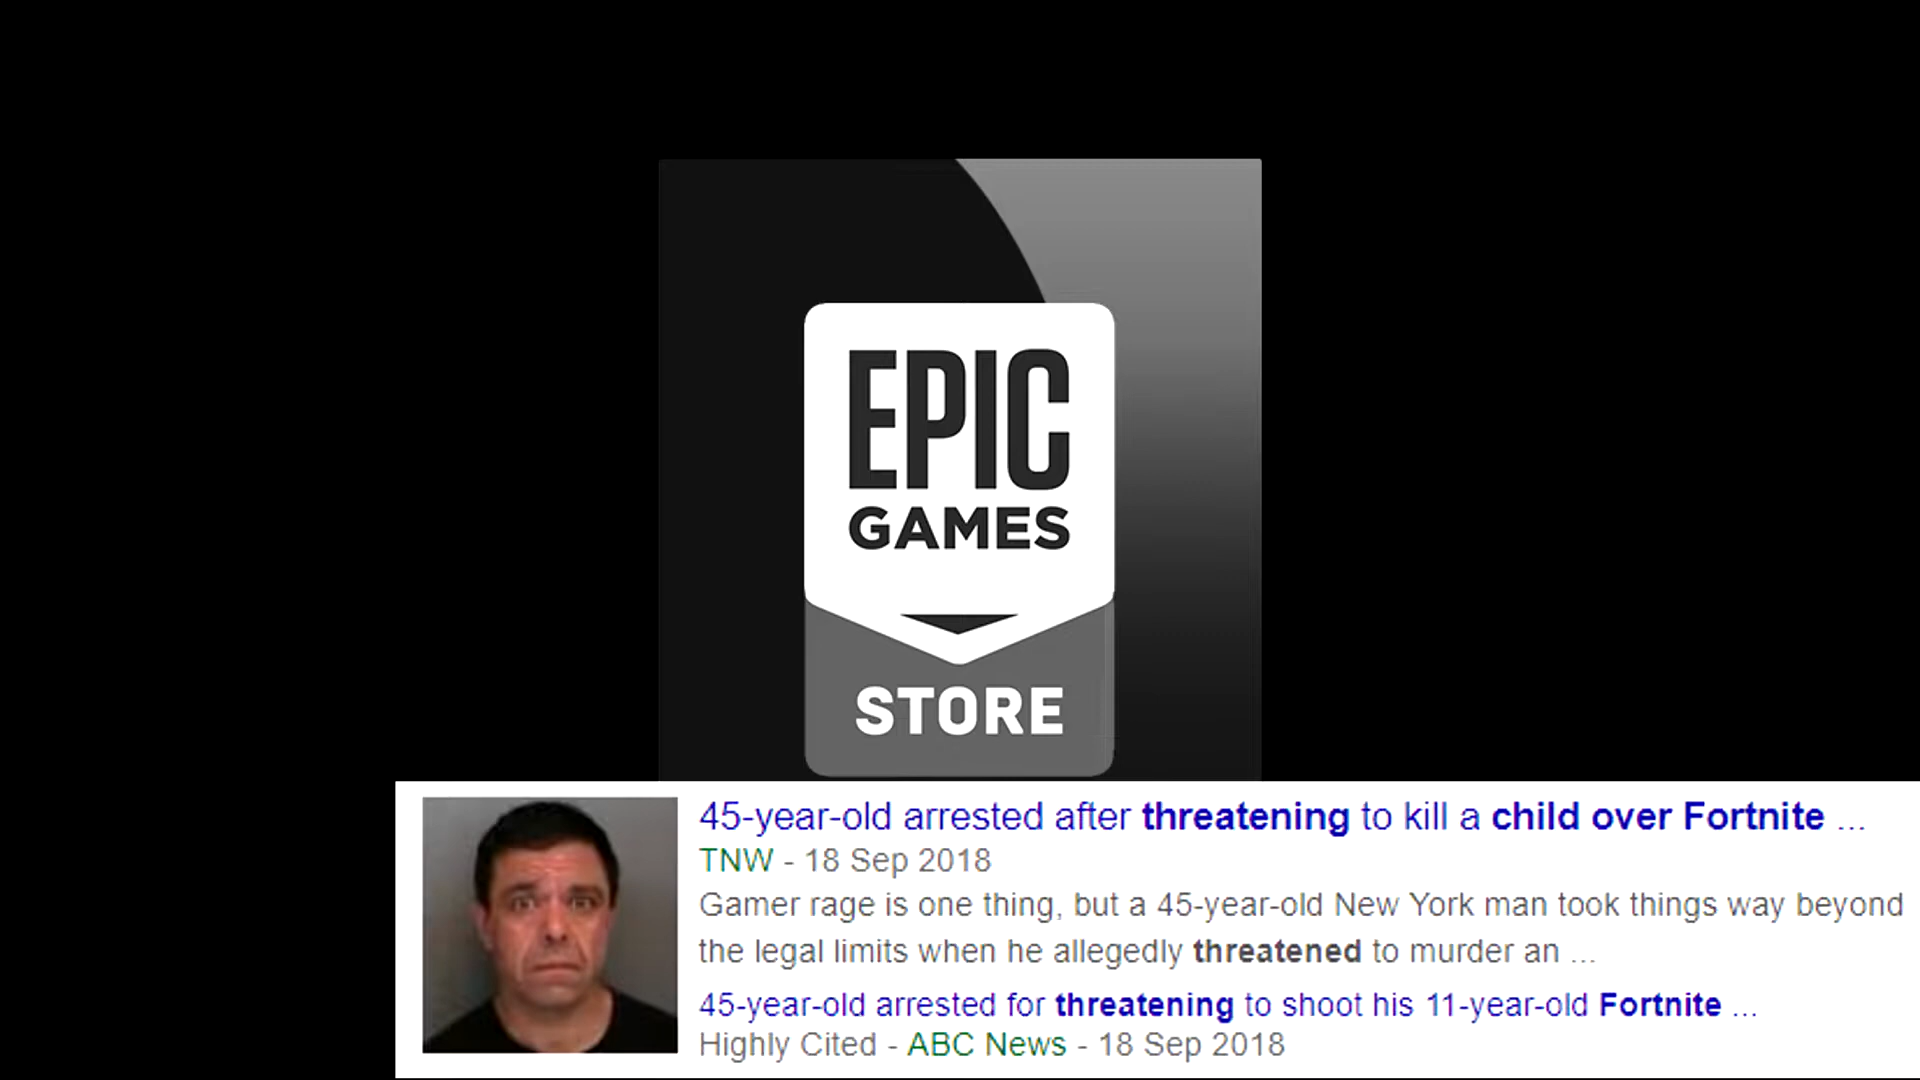 EPIC
GAMES
STORE
45-year-old arrested after threatening to kill a child over Fortnite ...
TNW - 18 Sep 2018
Gamer rage is one thing, but a 45-year-old New York man took things way beyond
the legal limits when he allegedly threatened to murder an ...
45-year-old arrested for threatening to shoot his 11-year-old Fortnite ...
Highly Cited - ABC News - 18 Sep 2018